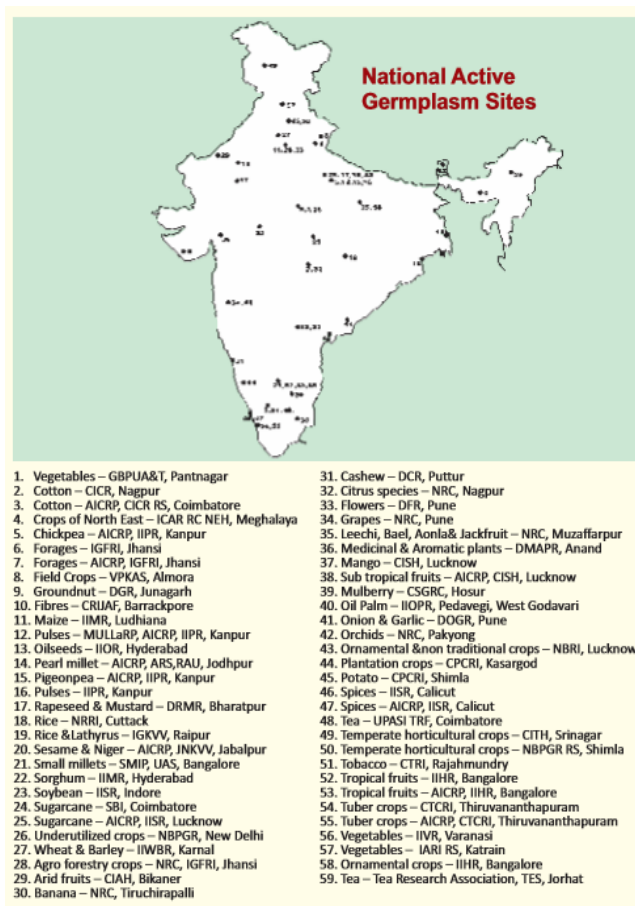 National Active
Germplasm Sites
1. Vegetables – GBPUA&T, Pantnagar
2. Cotton – CICR, Nagpur
3. Cotton – AICRP, CICR RS, Coimbatore
4. Crops of North East – ICAR RC NEH, Meghalaya
5. Chickpea – AICRP, IIPR, Kanpur
6. Forages – IGFRI, Jhansi
7. Forages – AICRP, IGFRI, Jhansi
8. Field Crops – VPKAS, Almora
9. Groundnut – DGR, Junagarh
10. Fibres – CRIJAF, Barrackpore
11. Maize – IIMR, Ludhiana
12. Pulses – MULLaRP, AICRP, IIPR, Kanpur
13. Oilseeds – IIOR, Hyderabad
14. Pearl millet – AICRP, ARS,RAU, Jodhpur
15. Pigeonpea – AICRP, IIPR, Kanpur
16. Pulses – IIPR, Kanpur
17. Rapeseed & Mustard – DRMR, Bharatpur
18. Rice – NRRI, Cuttack
19. Rice &Lathyrus – IGKVV, Raipur
20. Sesame & Niger – AICRP, JNKVV, Jabalpur
21. Small millets – SMIP, UAS, Bangalore
22. Sorghum – IIMR, Hyderabad
23. Soybean – IISR, Indore
24. Sugarcane – SBI, Coimbatore
25. Sugarcane – AICRP, IISR, Lucknow
26. Underutilized crops – NBPGR, New Delhi
27. Wheat & Barley – IIWBR, Karnal
28. Agro forestry crops – NRC, IGFRI, Jhansi
29. Arid fruits – CIAH, Bikaner
30. Banana – NRC, Tiruchirapalli
31. Cashew – DCR, Puttur
32. Citrus species – NRC, Nagpur
33. Flowers – DFR, Pune
34. Grapes – NRC, Pune
35. Leechi, Bael, Aonla& Jackfruit – NRC, Muzaffarpur
36. Medicinal & Aromatic plants – DMAPR, Anand
37. Mango – CISH, Lucknow
38. Sub tropical fruits – AICRP, CISH, Lucknow
39. Mulberry – CSGRC, Hosur
40. Oil Palm – IIOPR, Pedavegi, West Godavari
41. Onion & Garlic – DOGR, Pune
42. Orchids – NRC, Pakyong
43. Ornamental &non traditional crops – NBRI, Lucknow
44. Plantation crops – CPCRI, Kasargod
45. Potato – CPCRI, Shimla
46. Spices – IISR, Calicut
47. Spices – AICRP, IISR, Calicut
48. Tea – UPASI TRF, Coimbatore
49. Temperate horticultural crops – CITH, Srinagar
50. Temperate horticultural crops – NBPGR RS, Shimla
51. Tobacco – CTRI, Rajahmundry
52. Tropical fruits – IIHR, Bangalore
53. Tropical fruits – AICRP, IIHR, Bangalore
54. Tuber crops – CTCRI, Thiruvananthapuram
55. Tuber crops – AICRP, CTCRI, Thiruvananthapuram
56. Vegetables – IIVR, Varanasi
57. Vegetables – IARI RS, Katrain
58. Ornamental crops – IIHR, Bangalore
59. Tea – Tea Research Association, TES, Jorhat